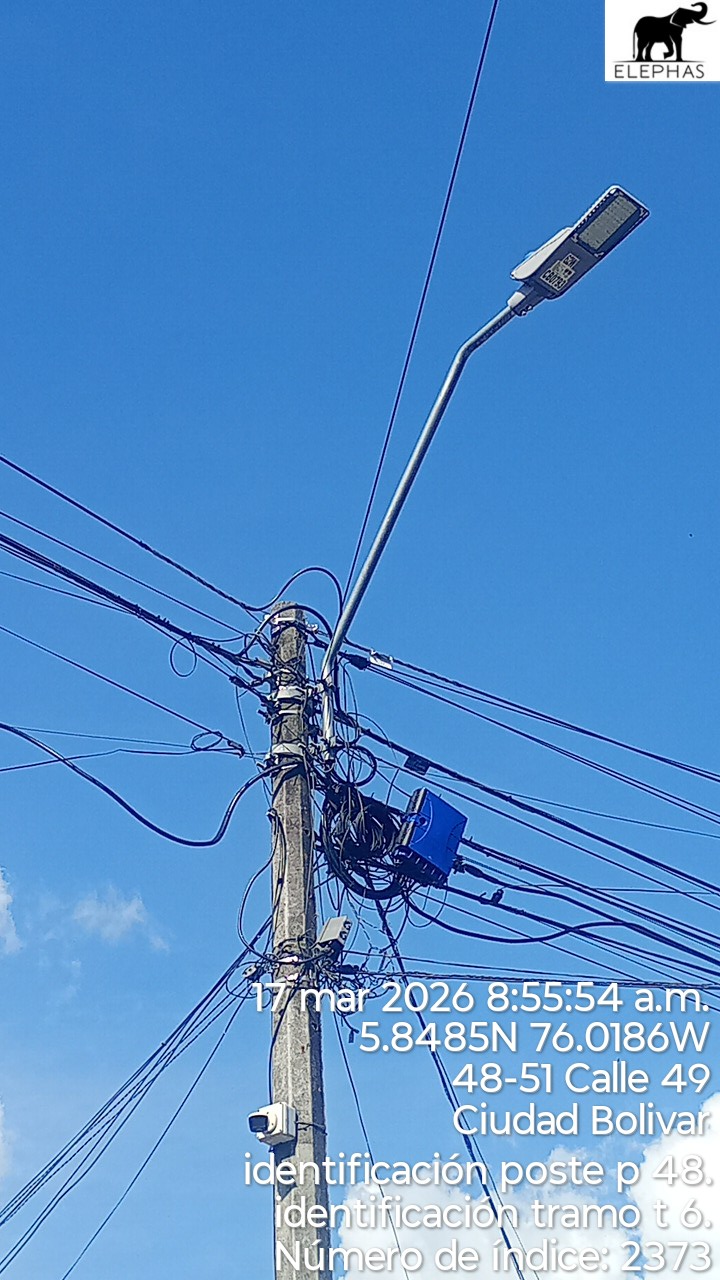 ELEPHAS
17 mar 2026 8:55:54 a.m.
5.8485N 76.0186W
48-51 Calle 49
Ciudad Bolivar
identificación poste p 48.
identificación tramo t 6.
Número de índice: 2373